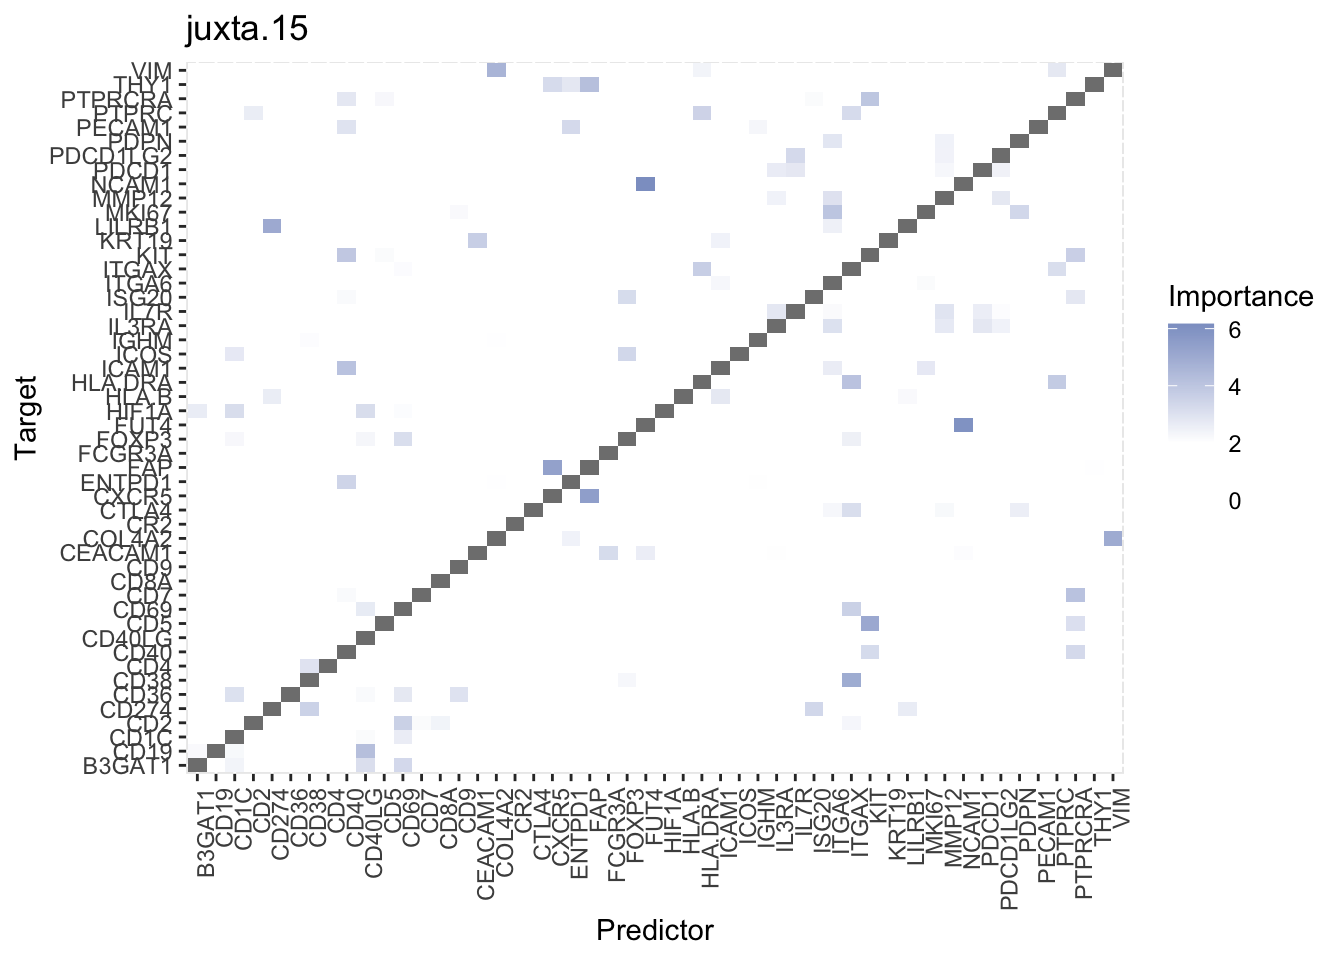 juxta.15
VIM
THY1
PTPRCRA
PTPRC
PECAM1
PDPN
PDCD1LG2
PDCD1
NCAM1
MMP12
MKI67
LILRB1
KRT19
KIT
ITGAX
ITGA6
ISG20
IL7R
IL3RA
IGHM
ICOS
ICAM1
HLA.DRA
HLA.B
HIF1A
FUT4
FOXP3
FCGR3A
FAP
ENTPD1
CXCR5
CTLA4
CR2
COL4A2
CEACAM1
CD9
CD8A
CD7
CD69
CD5
CD40LG
CD40
CD4
CD38
CD36
CD274
CD2
CD1C
CD19
B3GAT1
Target
B3GAT1
CD19
CD1C
CD2
CD274
CD36
CD38
CD4
CD40
CD40LG
CD5
CD69
CD7
CD8A
CD9
CEACAM1
COL4A2
CR2
CTLA4
CXCR5
ENTPD1
FAP
FCGR3A
FOXP3
FUT4
HIF1A
HLA.B
HLA.DRA
ICAM1
ICOS
IGHM
IL3RA
IL7R
ISG20
ITGA6
ITGAX
KIT
KRT19
LILRB1
MKI67
MMP12
NCAM1
PDCD1
PDCD1LG2
PDPN
PECAM1
PTPRC
PTPRCRA
THY1
VIM
Predictor
Importance
6
4
2
0